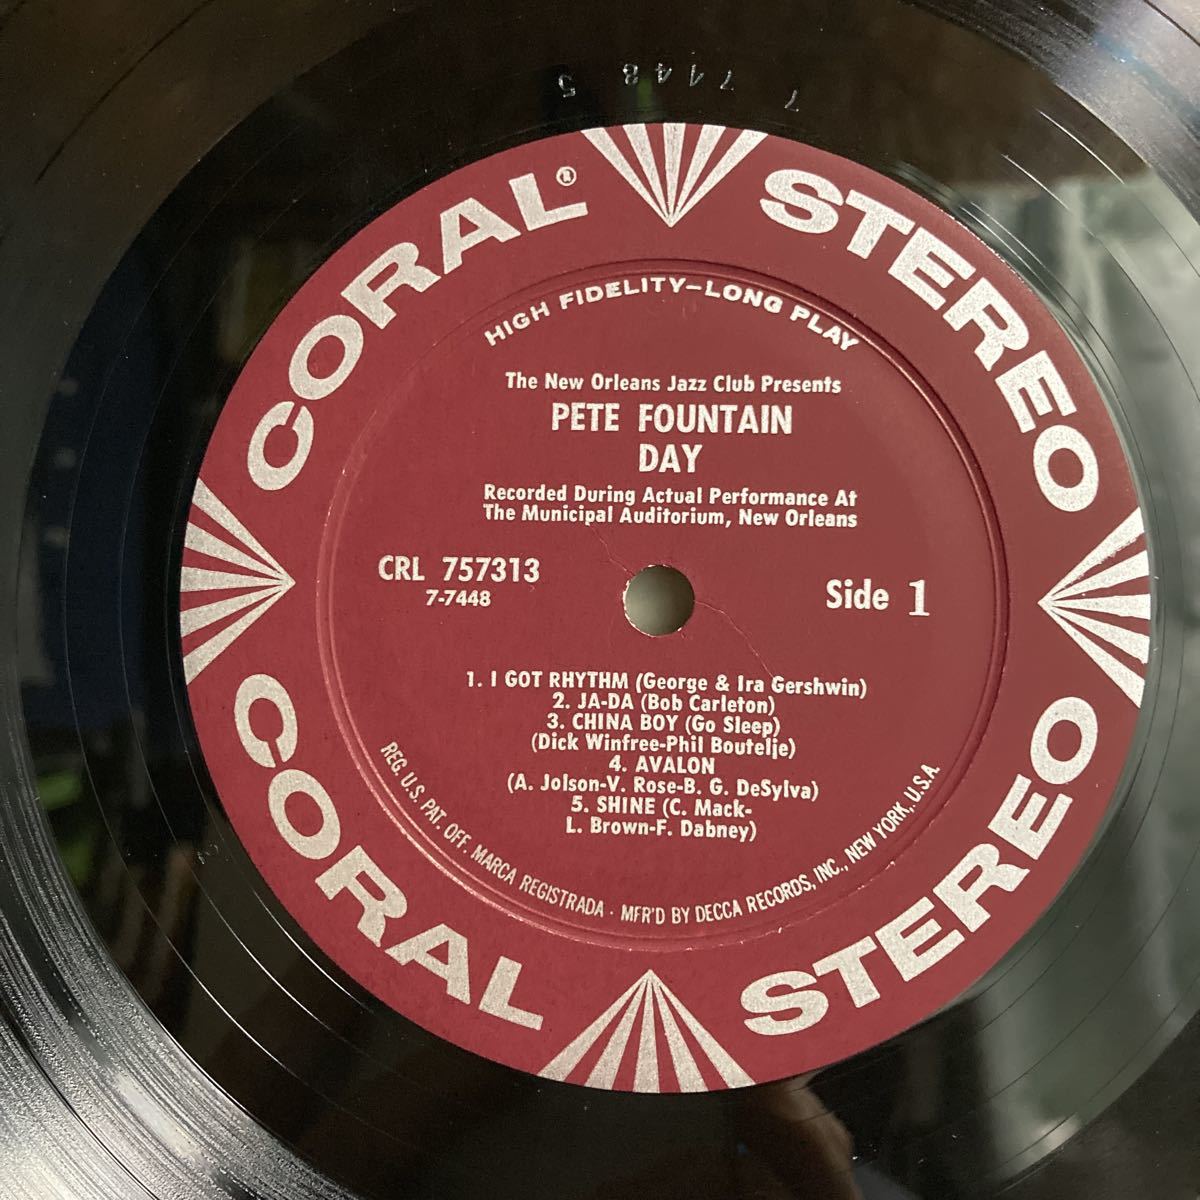 7 7448 5
CORAL®
STEREO
HIGH FIDELITY—LONG PLAY
The New Orleans Jazz Club Presents
PETE FOUNTAIN
DAY
Recorded During Actual Performance At
The Municipal Auditorium, New Orleans
CRL 757313
7-7448
Side 1
1. I GOT RHYTHM (George & Ira Gershwin)
2. JA-DA (Bob Carleton)
3. CHINA BOY (Go Sleep)
(Dick Winfree-Phil Boutelje)
4. AVALON
(A. Jolson-V. Rose-B. G. DeSylva)
5. SHINE (C. Mack-
L. Brown-F. Dabney)
REG. U.S. PAT. OFF. MARCA REGISTRADA · MFR'D BY DECCA RECORDS, INC., NEW YORK, U.S.A.
CORAL
STEREO